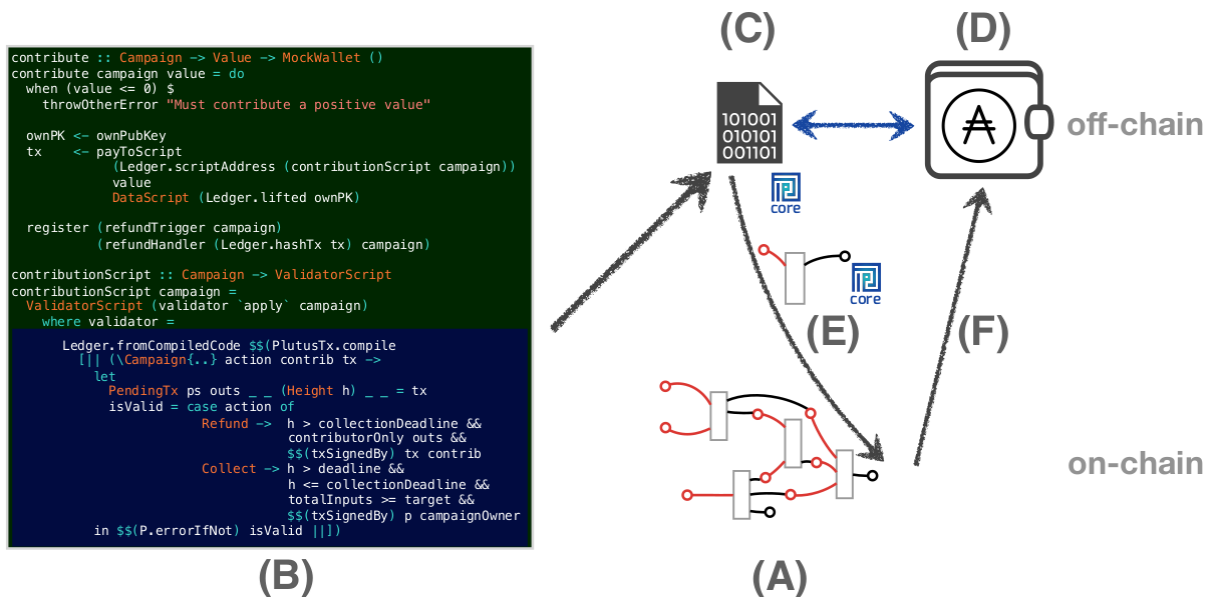 (C)
(D)
contribute :: Campaign -> Value -> MockWallet ()
contribute campaign value = do
  when (value <= 0) $
    throwOtherError "Must contribute a positive value"
  ownPK <- ownPubKey
  tx    <- payToScript
             (Ledger.scriptAddress (contributionScript campaign))
             value
             DataScript (Ledger.lifted ownPK)
  register (refundTrigger campaign)
           (refundHandler (Ledger.hashTx tx) campaign)
contributionScript :: Campaign -> ValidatorScript
contributionScript campaign =
  ValidatorScript (validator `apply` campaign)
    where validator =
      Ledger.fromCompiledCode $$(PlutusTx.compile
        [|| (\Campaign{..} action contrib tx ->
          let
            PendingTx ps outs _ _ (Height h) _ _ = tx
            isValid = case action of
                        Refund ->  h > collectionDeadline &&
                                   contributorOnly outs &&
                                   $$(txSignedBy) tx contrib
                        Collect -> h > deadline &&
                                   h <= collectionDeadline &&
                                   totalInputs >= target &&
                                   $$(txSignedBy) p campaignOwner
          in $$(P.errorIfNot) isValid ||])
(B)
101001
010101
001101
core
off-chain
core
(E)
(F)
on-chain
(A)